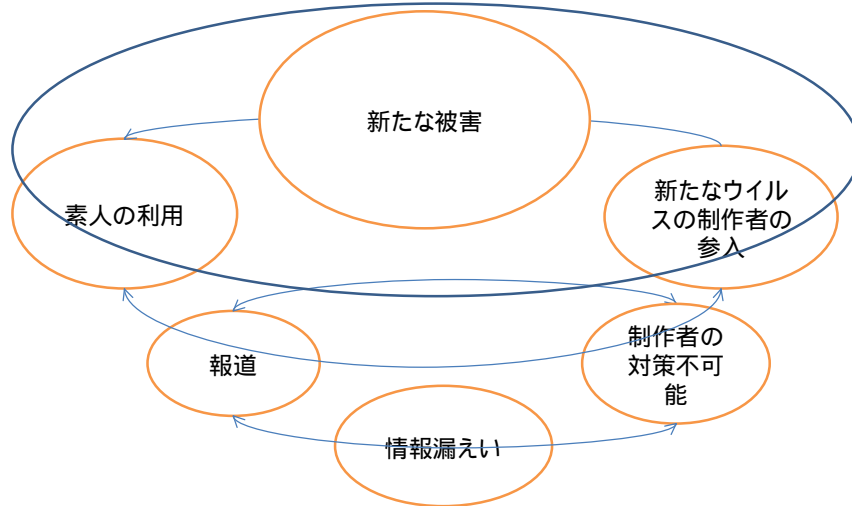 新たな被害
素人の利用
新たなウイル
スの制作者の
参入
報道
制作者の
対策不可
能
情報漏えい